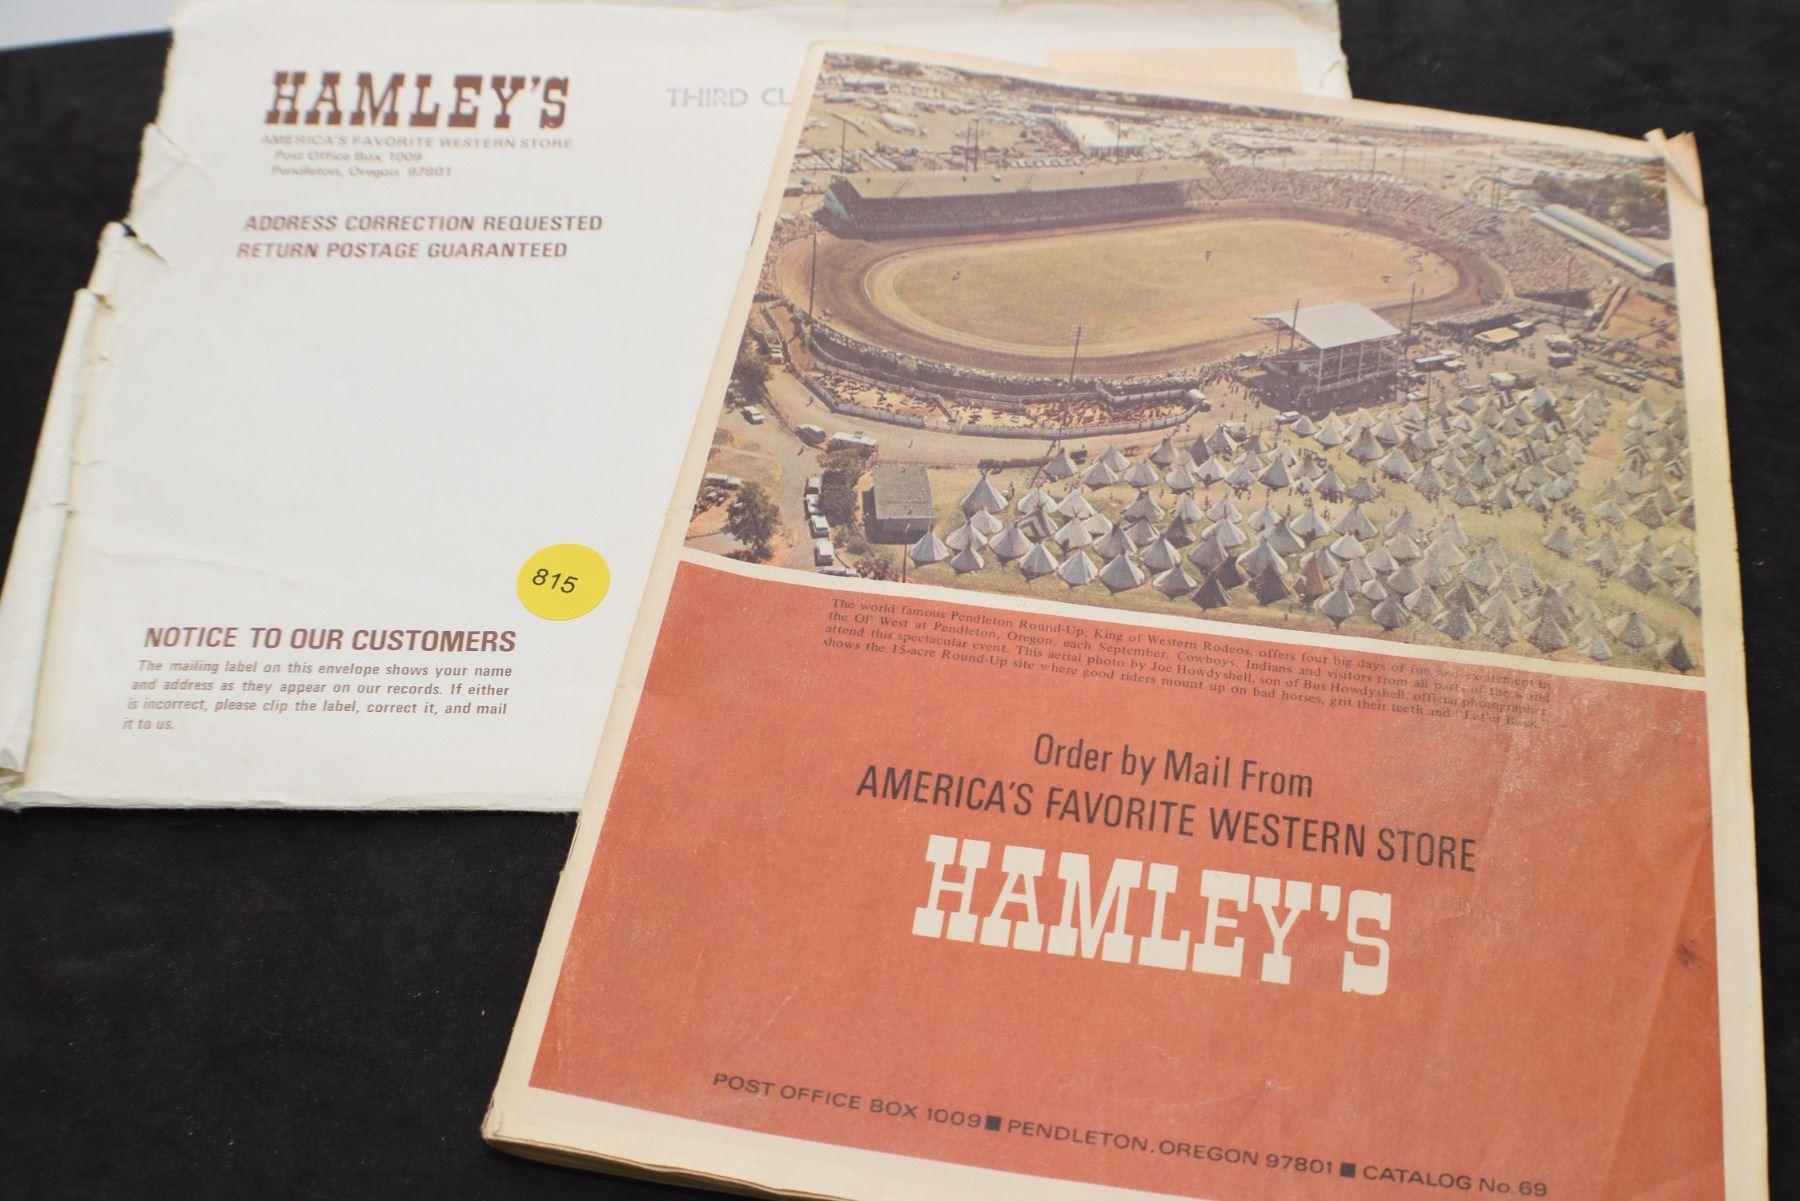 HAMLEY'S
AMERICA'S FAVORITE WESTERN STORE
Post Office Box 1009
Pendleton, Oregon 97801
THIRD CL
ADDRESS CORRECTION REQUESTED
RETURN POSTAGE GUARANTEED
815
NOTICE TO OUR CUSTOMERS
The mailing label on this envelope shows your name
and address as they appear on our records. If either
is incorrect, please clip the label, correct it, and mail
it to us.
The world famous Pendleton Round-Up, King of Western Rodeos, offers four big days of fun and excitement in
the Ol' West at Pendleton, Oregon, each September. Cowboys, Indians and visitors from all parts of the world
attend this spectacular event. This aerial photo by Joe Howdyshell, son of Bus Howdyshell, official photographer
shows the 15-acre Round-Up site where good riders mount up on bad horses, grit their teeth and "Let'er Buck."
Order by Mail From
AMERICA'S FAVORITE WESTERN STORE
HAMLEY'S
POST OFFICE BOX 1009 ■ PENDLETON, OREGON 97801 ■ CATALOG No. 69